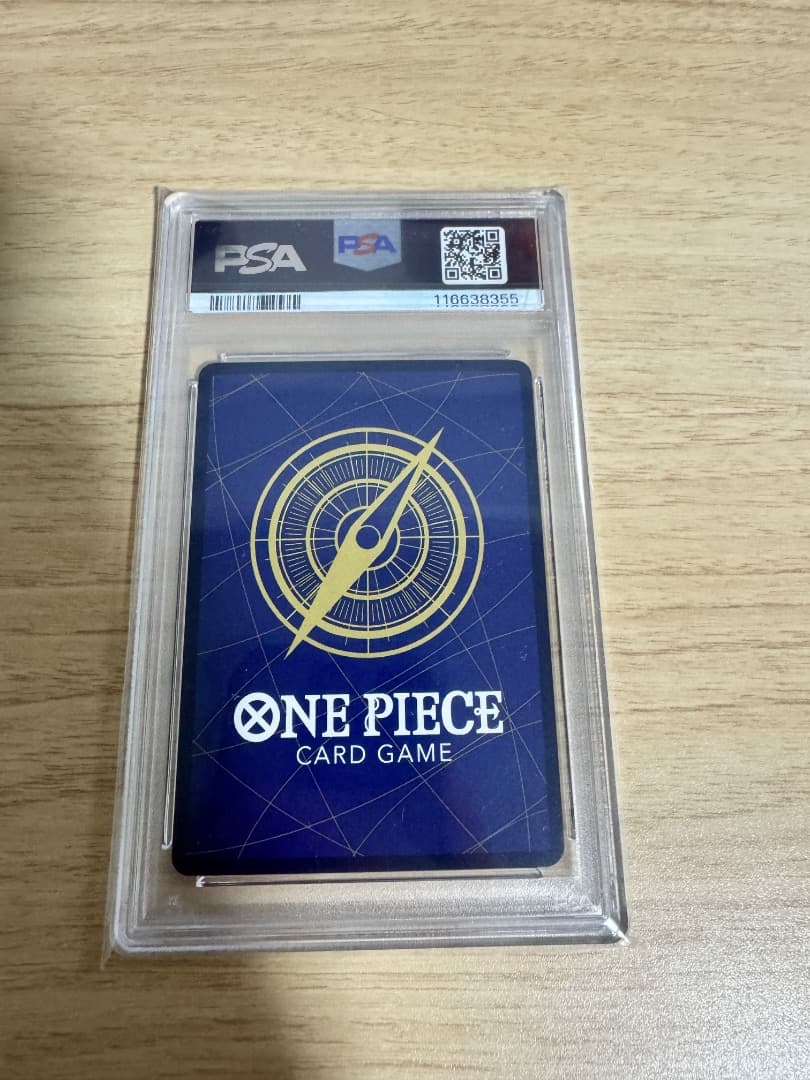 PSA
PSA
116638355
ONE PIECE
CARD GAME